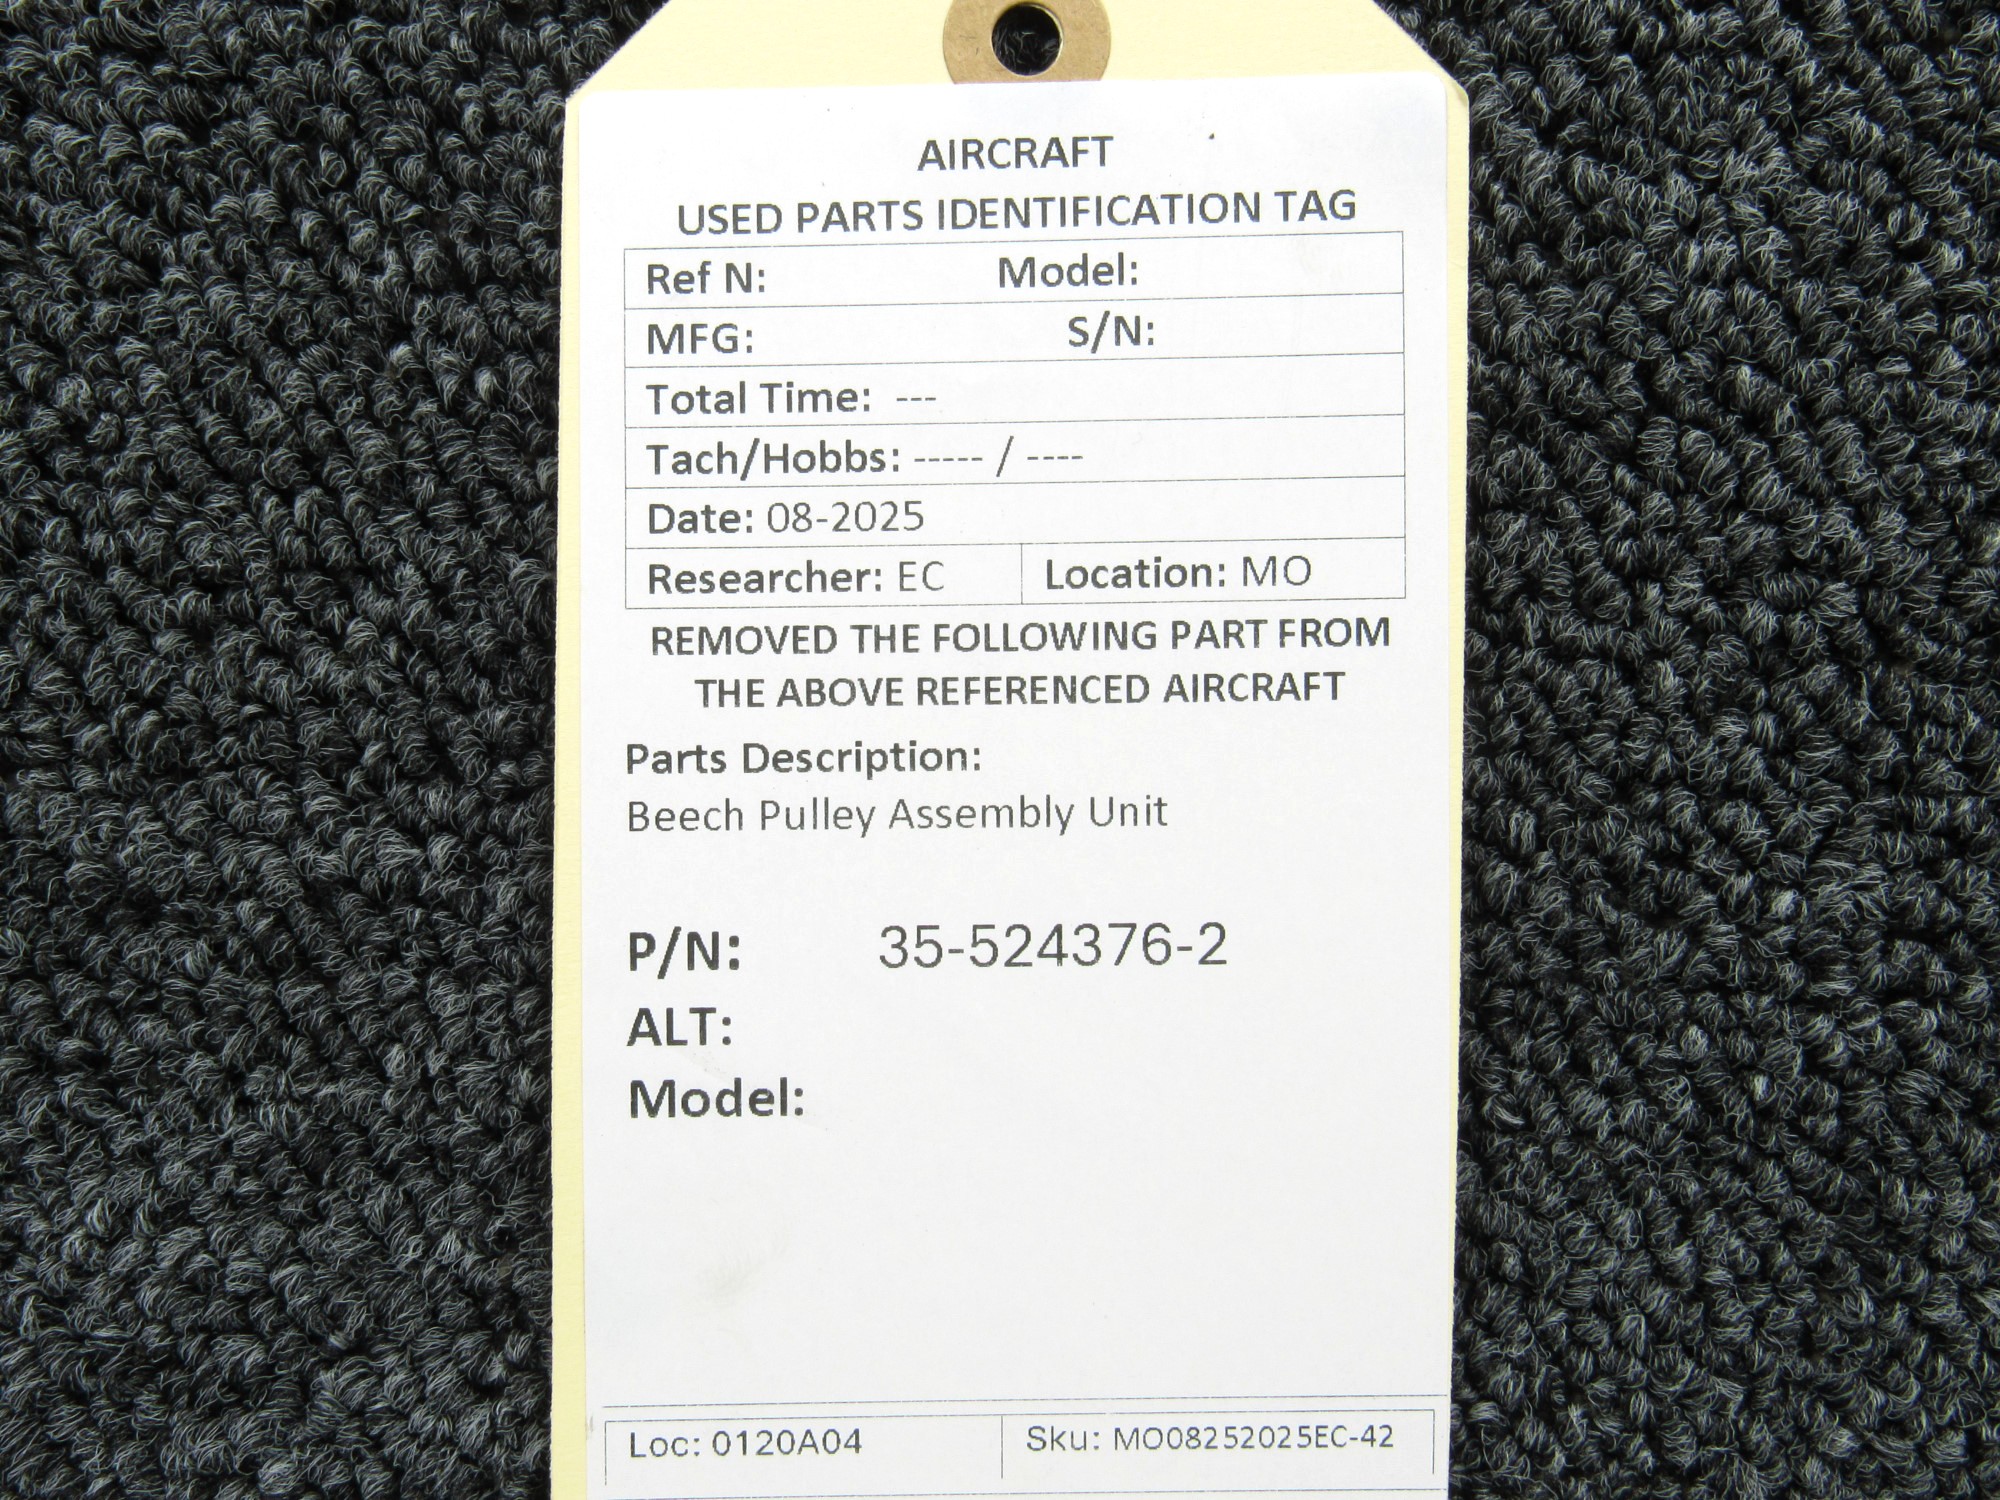 AIRCRAFT
USED PARTS IDENTIFICATION TAG
Ref N: Model:
MFG: S/N:
Total Time: ---
Tach/Hobbs: ----- / ----
Date: 08-2025
Researcher: EC Location: MO
REMOVED THE FOLLOWING PART FROM
THE ABOVE REFERENCED AIRCRAFT
Parts Description:
Beech Pulley Assembly Unit
P/N: 35-524376-2
ALT:
Model:
Loc: 0120A04 Sku: MO08252025EC-42